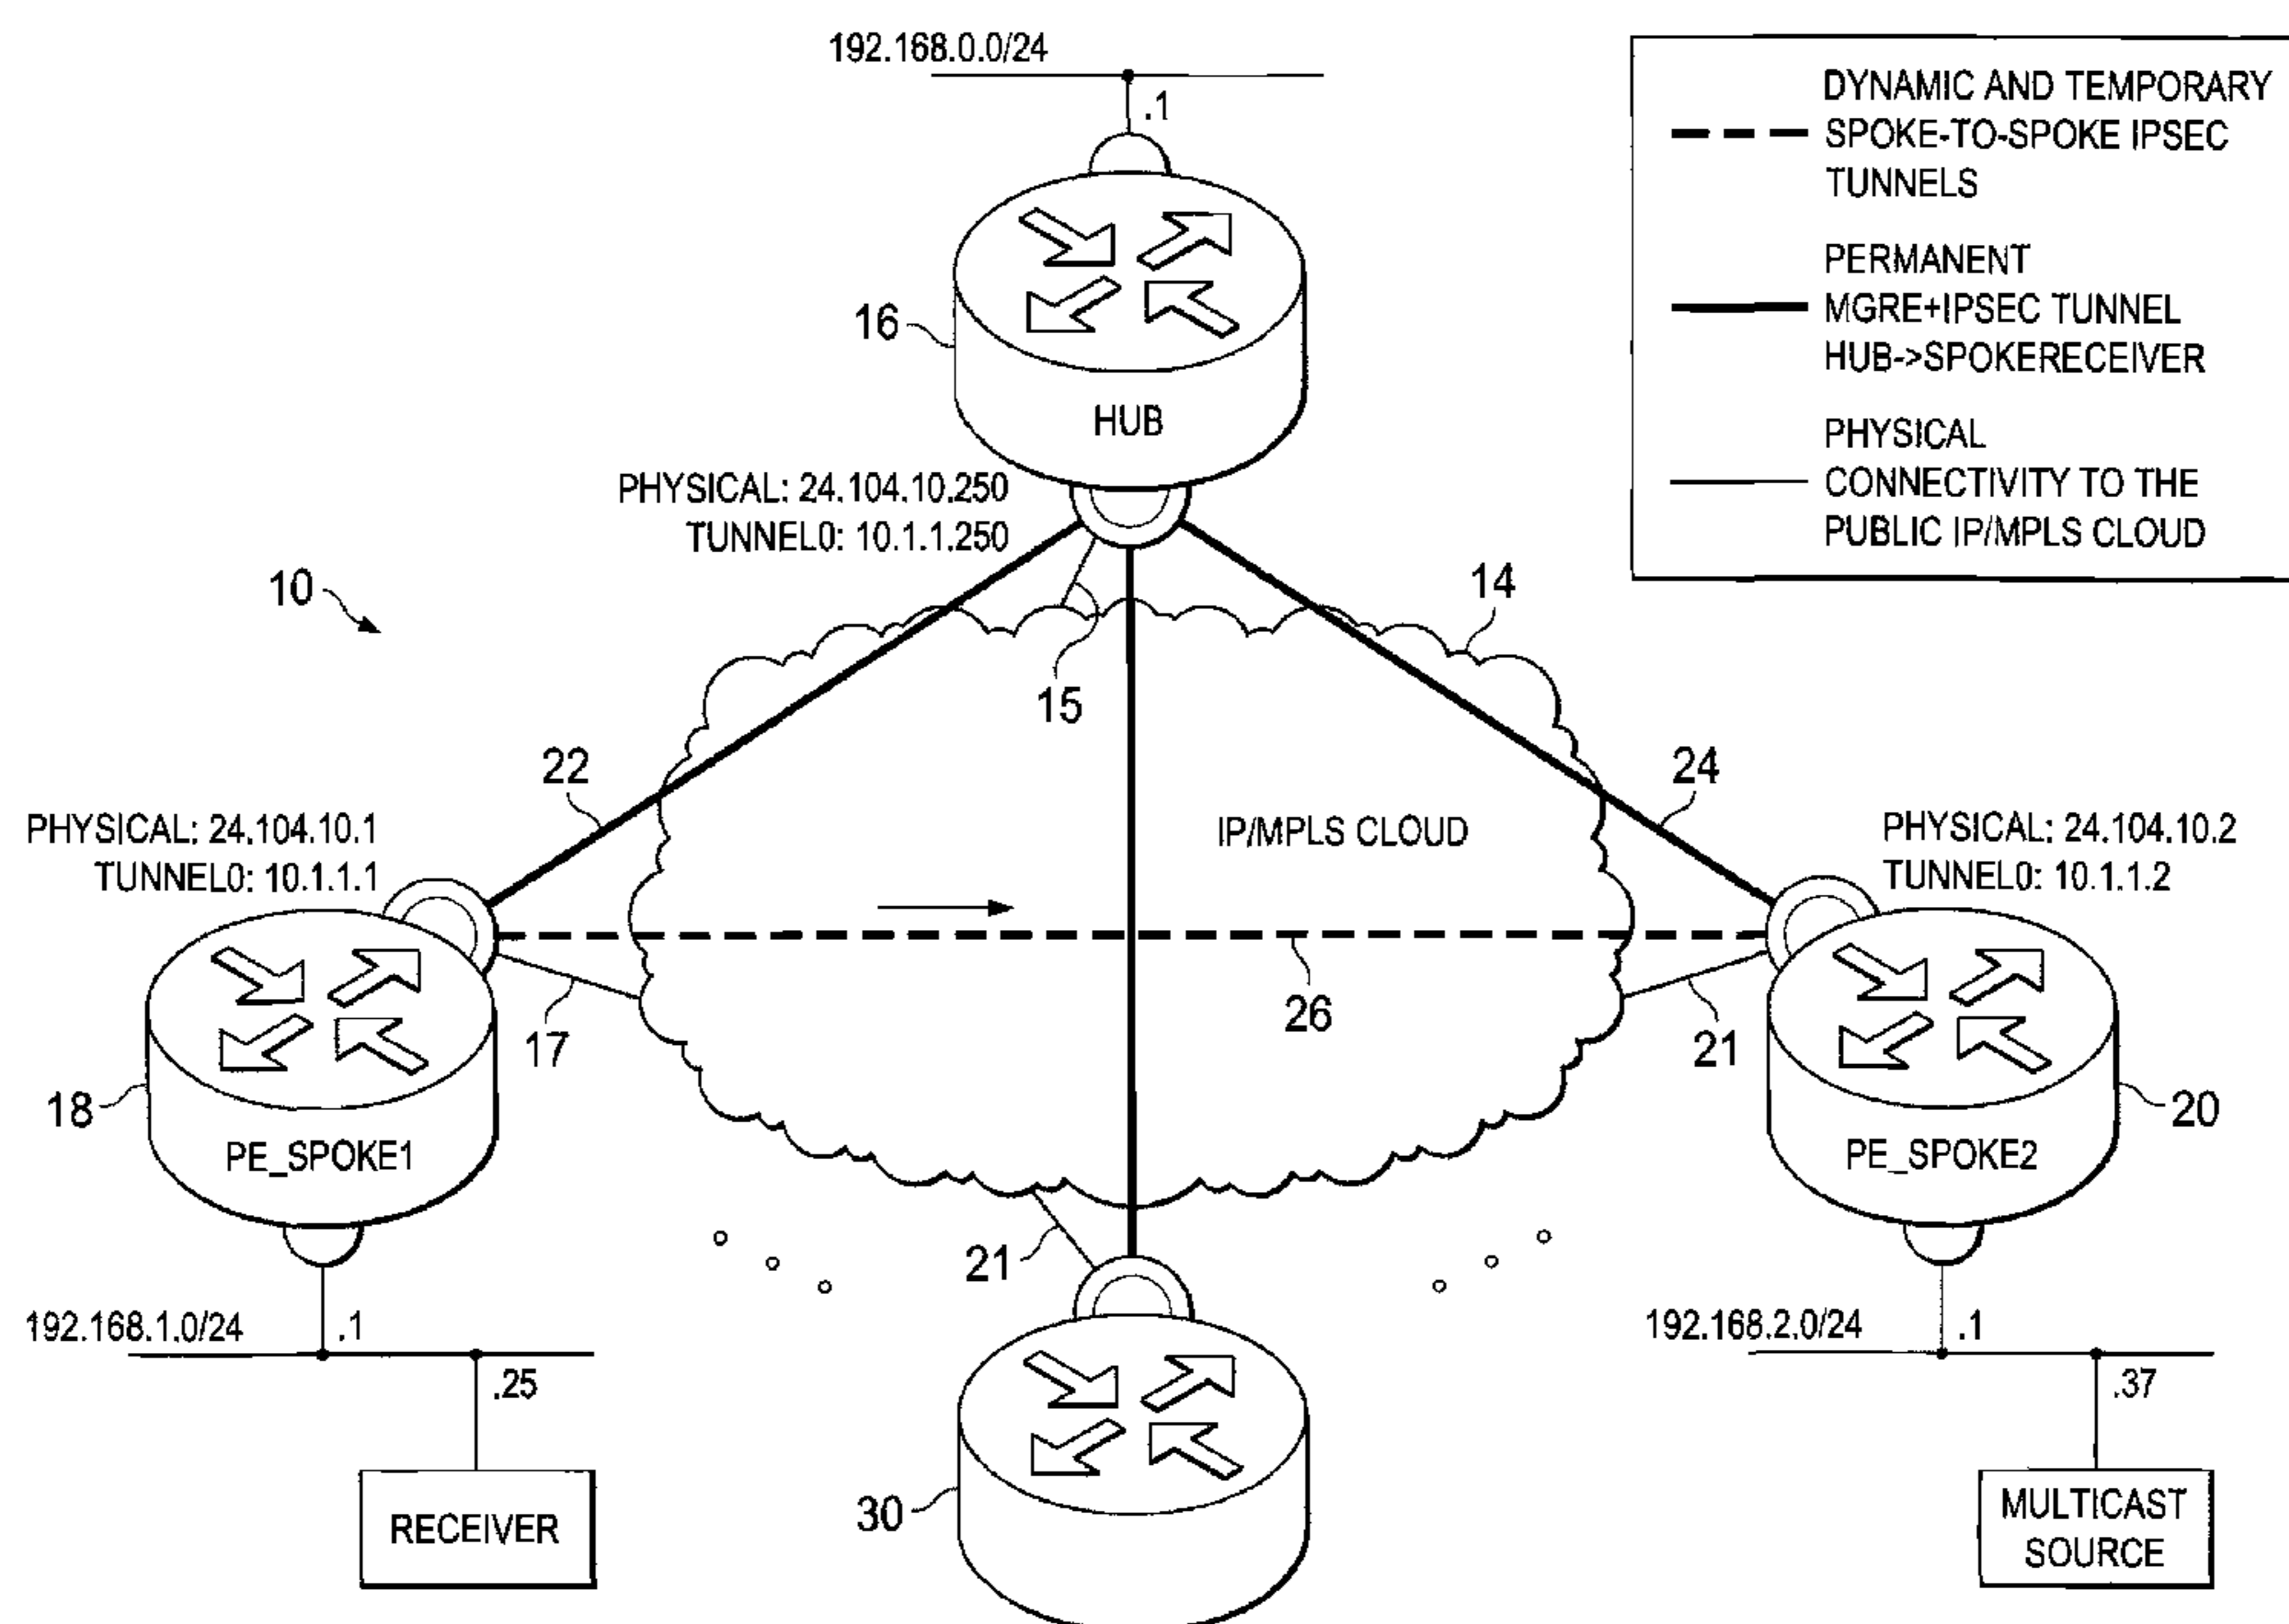 192.168.0.0/24
.1
DYNAMIC AND TEMPORARY
SPOKE-TO-SPOKE IPSEC
TUNNELS
PERMANENT
MGRE+IPSEC TUNNEL
HUB->SPOKERECEIVER
PHYSICAL
CONNECTIVITY TO THE
PUBLIC IP/MPLS CLOUD
16
HUB
PHYSICAL: 24.104.10.250
TUNNEL0: 10.1.1.250
10
14
15
22
24
IP/MPLS CLOUD
PHYSICAL: 24.104.10.1
TUNNEL0: 10.1.1.1
PHYSICAL: 24.104.10.2
TUNNEL0: 10.1.1.2
26
17
21
18
PE_SPOKE1
20
PE_SPOKE2
21
192.168.1.0/24
.1
.25
192.168.2.0/24
.1
.37
RECEIVER
30
MULTICAST
SOURCE